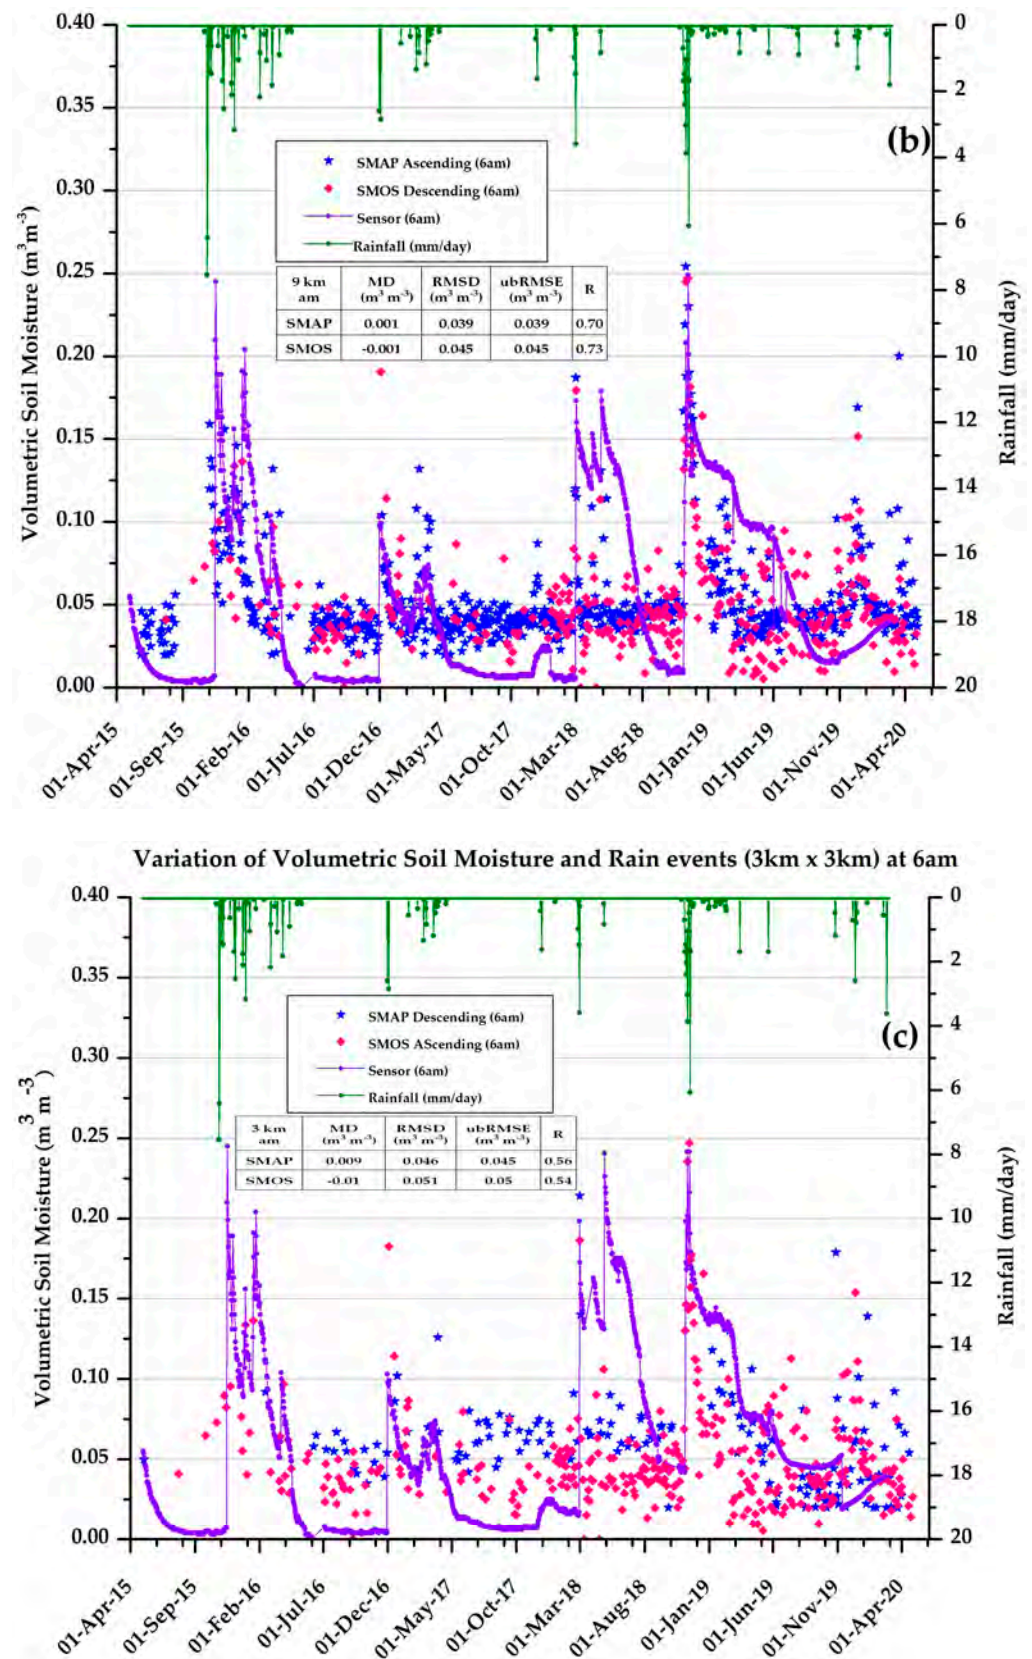 0.40
0.35
0.30
0.25
0.20
0.15
0.10
0.05
0.00
Volumetric Soil Moisture (m³ m⁻³)
(b)
SMAP Ascending (6am)
SMOS Descending (6am)
Sensor (6am)
Rainfall (mm/day)
9 km am MD (m³ m⁻³) RMSD (m³ m⁻³) ubRMSE (m³ m⁻³) R
SMAP 0.001 0.039 0.039 0.70
SMOS -0.001 0.045 0.045 0.73
0
2
4
6
8
10
12
14
16
18
20
Rainfall (mm/day)
01-Apr-15
01-Sep-15
01-Feb-16
01-Jul-16
01-Dec-16
01-May-17
01-Oct-17
01-Mar-18
01-Aug-18
01-Jan-19
01-Jun-19
01-Nov-19
01-Apr-20
Variation of Volumetric Soil Moisture and Rain events (3km x 3km) at 6am
0.40
0.35
0.30
0.25
0.20
0.15
0.10
0.05
0.00
Volumetric Soil Moisture (m³ m⁻³)
(c)
SMAP Descending (6am)
SMOS AScending (6am)
Sensor (6am)
Rainfall (mm/day)
3 km am MD (m³ m⁻³) RMSD (m³ m⁻³) ubRMSE (m³ m⁻³) R
SMAP 0.009 0.046 0.045 0.56
SMOS -0.01 0.051 0.05 0.54
0
2
4
6
8
10
12
14
16
18
20
Rainfall (mm/day)
01-Apr-15
01-Sep-15
01-Feb-16
01-Jul-16
01-Dec-16
01-May-17
01-Oct-17
01-Mar-18
01-Aug-18
01-Jan-19
01-Jun-19
01-Nov-19
01-Apr-20